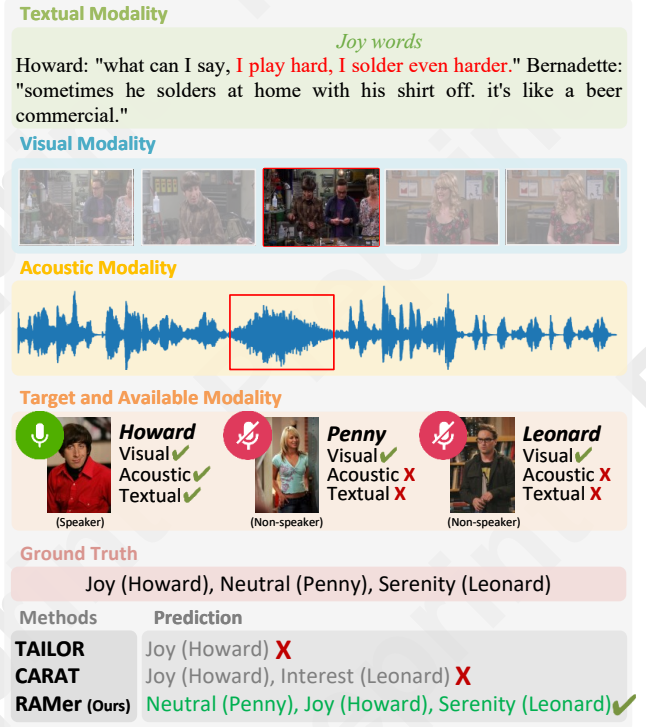 Textual Modality
Joy words
Howard: "what can I say, I play hard, I solder even harder." Bernadette:
"sometimes he solders at home with his shirt off. it's like a beer
commercial."
Visual Modality
Acoustic Modality
Target and Available Modality
Howard
Visual✔
Acoustic✔
Textual✔
(Speaker)
Penny
Visual✔
Acoustic X
Textual X
(Non-speaker)
Leonard
Visual✔
Acoustic X
Textual X
(Non-speaker)
Ground Truth
Joy (Howard), Neutral (Penny), Serenity (Leonard)
Methods Prediction
TAILOR Joy (Howard) X
CARAT Joy (Howard), Interest (Leonard) X
RAMer (Ours) Neutral (Penny), Joy (Howard), Serenity (Leonard)✔